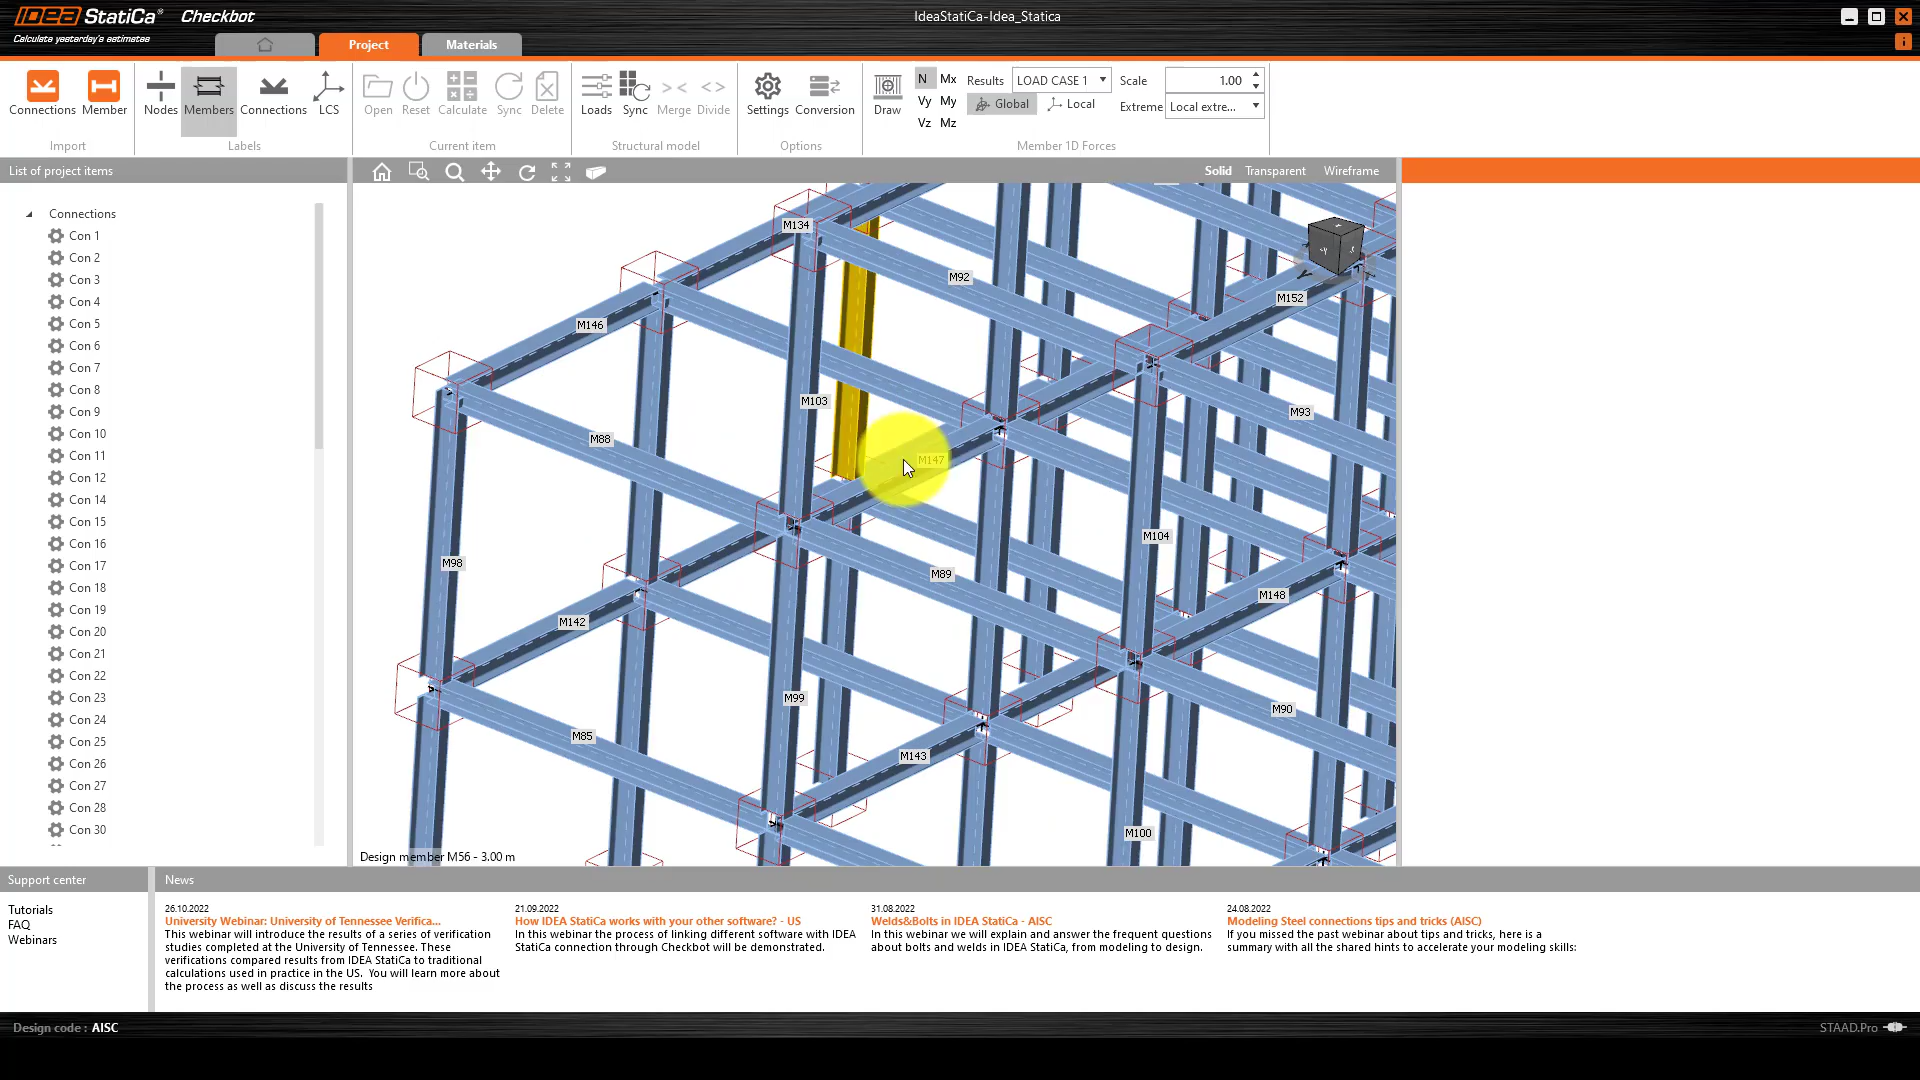 IDEA StatiCa® Checkbot
Calculate yesterday's estimates
IdeaStatiCa-Idea_Statica
i
Project
Materials
Connections
Member
Nodes
Members
Connections
LCS
Open
Reset
Calculate
Sync
Delete
Loads
Sync
Merge
Divide
Settings
Conversion
Draw
N
Mx
Vy
My
Vz
Mz
Results
LOAD CASE 1
Scale
1.00
Global
Local
Extreme
Local extre...
Import
Labels
Current item
Structural model
Options
Member 1D Forces
List of project items
Solid
Transparent
Wireframe
Connections
Con 1
Con 2
Con 3
Con 4
Con 5
Con 6
Con 7
Con 8
Con 9
Con 10
Con 11
Con 12
Con 14
Con 15
Con 16
Con 17
Con 18
Con 19
Con 20
Con 21
Con 22
Con 23
Con 24
Con 25
Con 26
Con 27
Con 28
Con 30
M134
M92
M152
M146
M103
M93
M88
M147
M98
M104
M89
M148
M142
M99
M90
M85
M143
M100
Design member M56 - 3.00 m
Support center
Tutorials
FAQ
Webinars
News
26.10.2022
University Webinar: University of Tennessee Verifica...
This webinar will introduce the results of a series of verification
studies completed at the University of Tennessee. These
verifications compared results from IDEA StatiCa to traditional
calculations used in practice in the US. You will learn more about
the process as well as discuss the results
21.09.2022
How IDEA StatiCa works with your other software? - US
In this webinar the process of linking different software with IDEA
StatiCa connection through Checkbot will be demonstrated.
31.08.2022
Welds&Bolts in IDEA StatiCa - AISC
In this webinar we will explain and answer the frequent questions
about bolts and welds in IDEA StatiCa, from modeling to design.
24.08.2022
Modeling Steel connections tips and tricks (AISC)
If you missed the past webinar about tips and tricks, here is a
summary with all the shared hints to accelerate your modeling skills:
Design code : AISC
STAAD.Pro